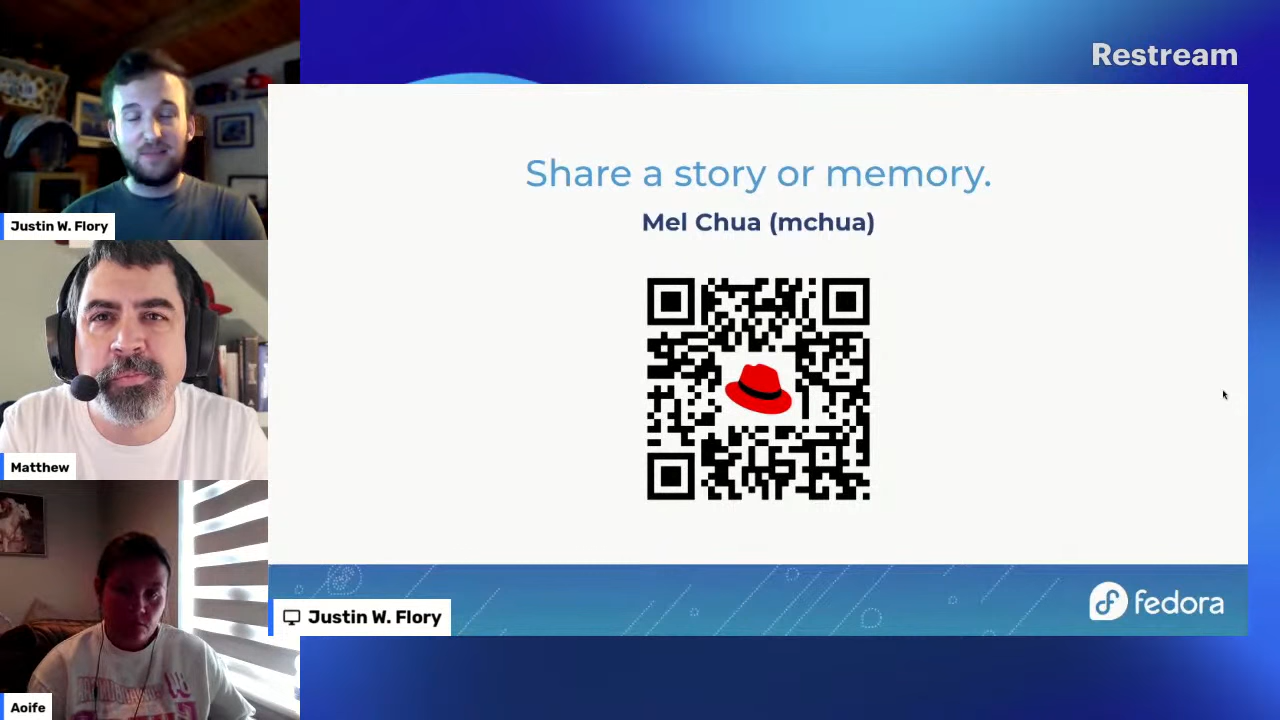 Restream
Share a story or memory.
Mel Chua (mchua)
Justin W. Flory
Matthew
Aoife
Justin W. Flory
fedora